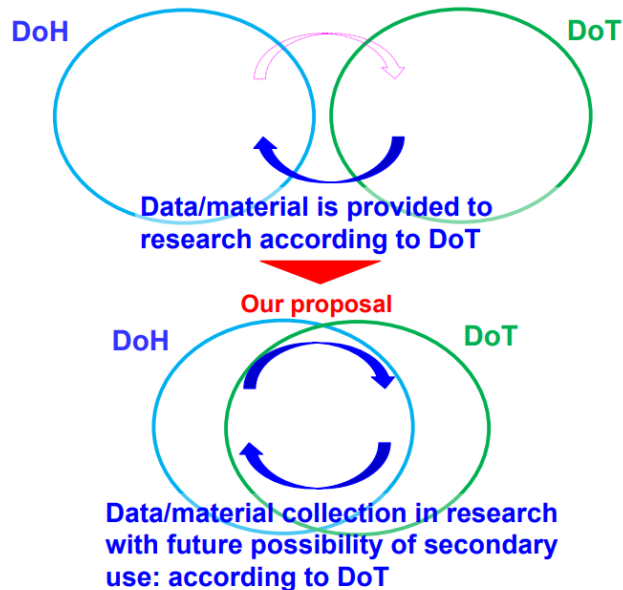 DoH
DoT
Data/material is provided to
research according to DoT
Our proposal
DoH
DoT
Data/material collection in research
with future possibility of secondary
use: according to DoT